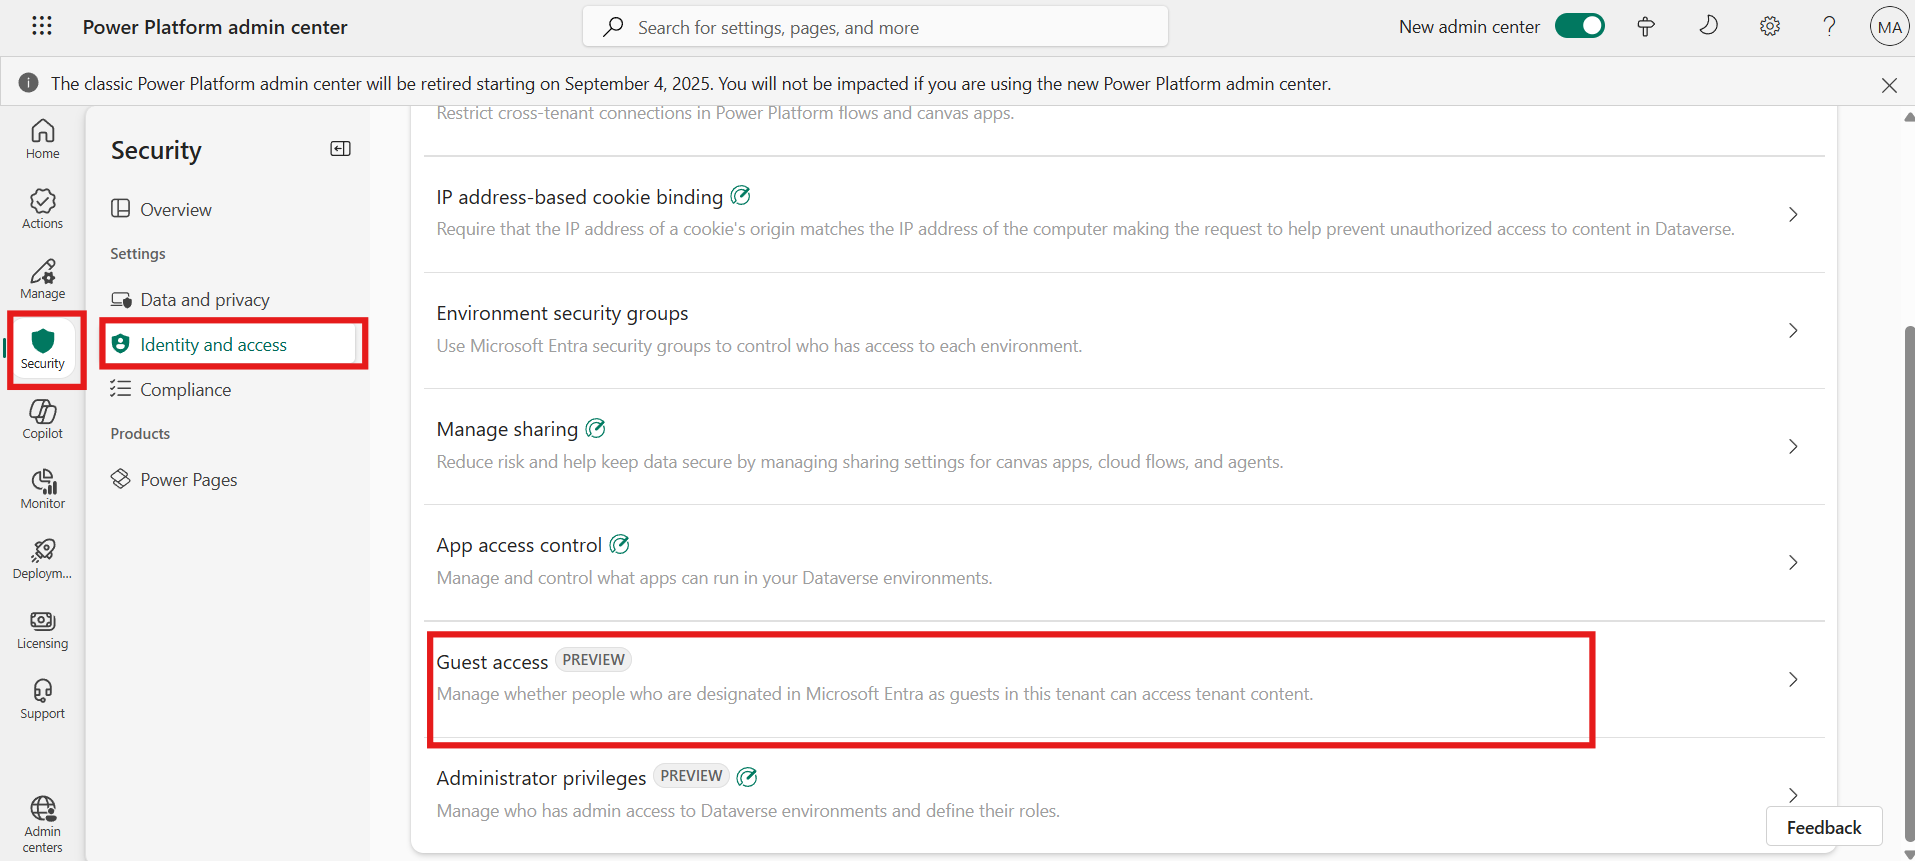 Power Platform admin center
Search for settings, pages, and more
New admin center
MA
The classic Power Platform admin center will be retired starting on September 4, 2025. You will not be impacted if you are using the new Power Platform admin center.
Home
Actions
Manage
Security
Copilot
Monitor
Deploym...
Licensing
Support
Admin
centers
Security
Overview
Settings
Data and privacy
Identity and access
Compliance
Products
Power Pages
Restrict cross-tenant connections in Power Platform flows and canvas apps.
IP address-based cookie binding
Require that the IP address of a cookie's origin matches the IP address of the computer making the request to help prevent unauthorized access to content in Dataverse.
Environment security groups
Use Microsoft Entra security groups to control who has access to each environment.
Manage sharing
Reduce risk and help keep data secure by managing sharing settings for canvas apps, cloud flows, and agents.
App access control
Manage and control what apps can run in your Dataverse environments.
Guest access PREVIEW
Manage whether people who are designated in Microsoft Entra as guests in this tenant can access tenant content.
Administrator privileges PREVIEW
Manage who has admin access to Dataverse environments and define their roles.
Feedback